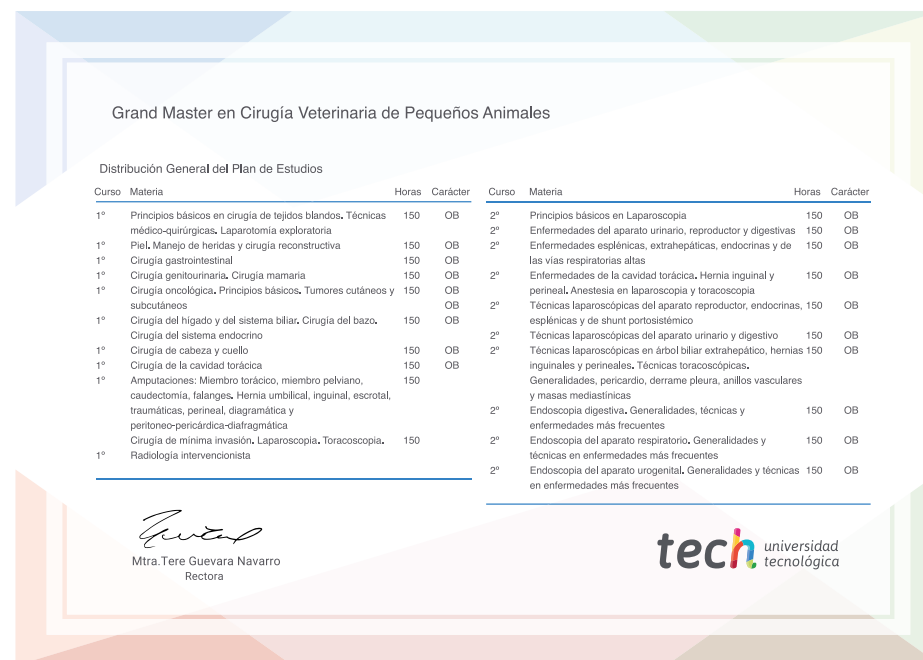 Grand Master en Cirugía Veterinaria de Pequeños Animales
Distribución General del Plan de Estudios
Curso Materia Horas Carácter
1º Principios básicos en cirugía de tejidos blandos. Técnicas 150 OB
médico-quirúrgicas. Laparotomía exploratoria
1º Piel. Manejo de heridas y cirugía reconstructiva 150 OB
1º Cirugía gastrointestinal 150 OB
1º Cirugía genitourinaria. Cirugía mamaria 150 OB
1º Cirugía oncológica. Principios básicos. Tumores cutáneos y 150 OB
subcutáneos OB
1º Cirugía del hígado y del sistema biliar. Cirugía del bazo. 150 OB
Cirugía del sistema endocrino
1º Cirugía de cabeza y cuello 150 OB
1º Cirugía de la cavidad torácica 150 OB
1º Amputaciones: Miembro torácico, miembro pelviano, 150
caudectomía, falanges. Hernia umbilical, inguinal, escrotal,
traumáticas, perineal, diagramática y
peritoneo-pericárdica-diafragmática
Cirugía de mínima invasión. Laparoscopia. Toracoscopia. 150
1º Radiología intervencionista
Curso Materia Horas Carácter
2º Principios básicos en Laparoscopia 150 OB
2º Enfermedades del aparato urinario, reproductor y digestivas 150 OB
2º Enfermedades esplénicas, extrahepáticas, endocrinas y de 150 OB
las vías respiratorias altas
2º Enfermedades de la cavidad torácica. Hernia inguinal y 150 OB
perineal. Anestesia en laparoscopia y toracoscopia
2º Técnicas laparoscópicas del aparato reproductor, endocrinas, 150 OB
esplénicas y de shunt portosistémico
2º Técnicas laparoscópicas del aparato urinario y digestivo 150 OB
2º Técnicas laparoscópicas en árbol biliar extrahepático, hernias 150 OB
inguinales y perineales. Técnicas toracoscópicas.
Generalidades, pericardio, derrame pleura, anillos vasculares
y masas mediastínicas
2º Endoscopia digestiva. Generalidades, técnicas y 150 OB
enfermedades más frecuentes
2º Endoscopia del aparato respiratorio. Generalidades y 150 OB
técnicas en enfermedades más frecuentes
2º Endoscopia del aparato urogenital. Generalidades y técnicas 150 OB
en enfermedades más frecuentes
Mtra.Tere Guevara Navarro
Rectora
tech universidad
tecnológica